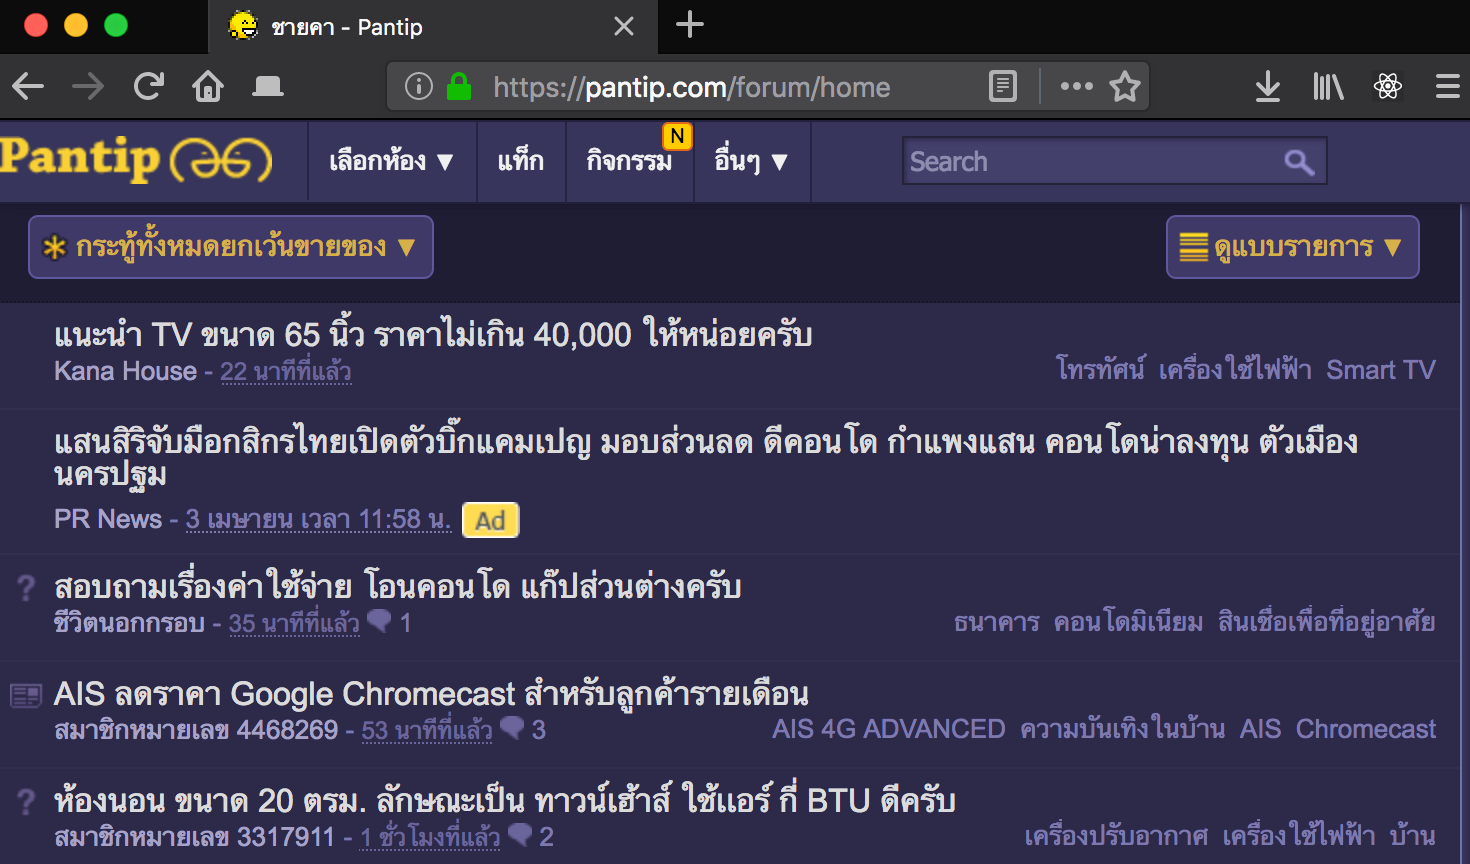 ชายคา - Pantip
https://pantip.com/forum/home
Pantip
เลือกห้อง ▼ แท็ก กิจกรรม N อื่นๆ ▼ Search
กระทู้ทั้งหมดยกเว้นขายของ ▼ ดูแบบรายการ ▼
แนะนำ TV ขนาด 65 นิ้ว ราคาไม่เกิน 40,000 ให้หน่อยครับ
Kana House - 22 นาทีที่แล้ว โทรทัศน์ เครื่องใช้ไฟฟ้า Smart TV
แสนสิริจับมือกสิกรไทยเปิดตัวบิ๊กแคมเปญ มอบส่วนลด ดีคอนโด กำแพงแสน คอนโดน่าลงทุน ตัวเมือง
นครปฐม
PR News - 3 เมษายน เวลา 11:58 น. Ad
สอบถามเรื่องค่าใช้จ่าย โอนคอนโด แก๊ปส่วนต่างครับ
ชีวิตนอกกรอบ - 35 นาทีที่แล้ว 1 ธนาคาร คอนโดมิเนียม สินเชื่อเพื่อที่อยู่อาศัย
AIS ลดราคา Google Chromecast สำหรับลูกค้ารายเดือน
สมาชิกหมายเลข 4468269 - 53 นาทีที่แล้ว 3 AIS 4G ADVANCED ความบันเทิงในบ้าน AIS Chromecast
ห้องนอน ขนาด 20 ตรม. ลักษณะเป็น ทาวน์เฮ้าส์ ใช้แอร์ กี่ BTU ดีครับ
สมาชิกหมายเลข 3317911 - 1 ชั่วโมงที่แล้ว 2 เครื่องปรับอากาศ เครื่องใช้ไฟฟ้า บ้าน